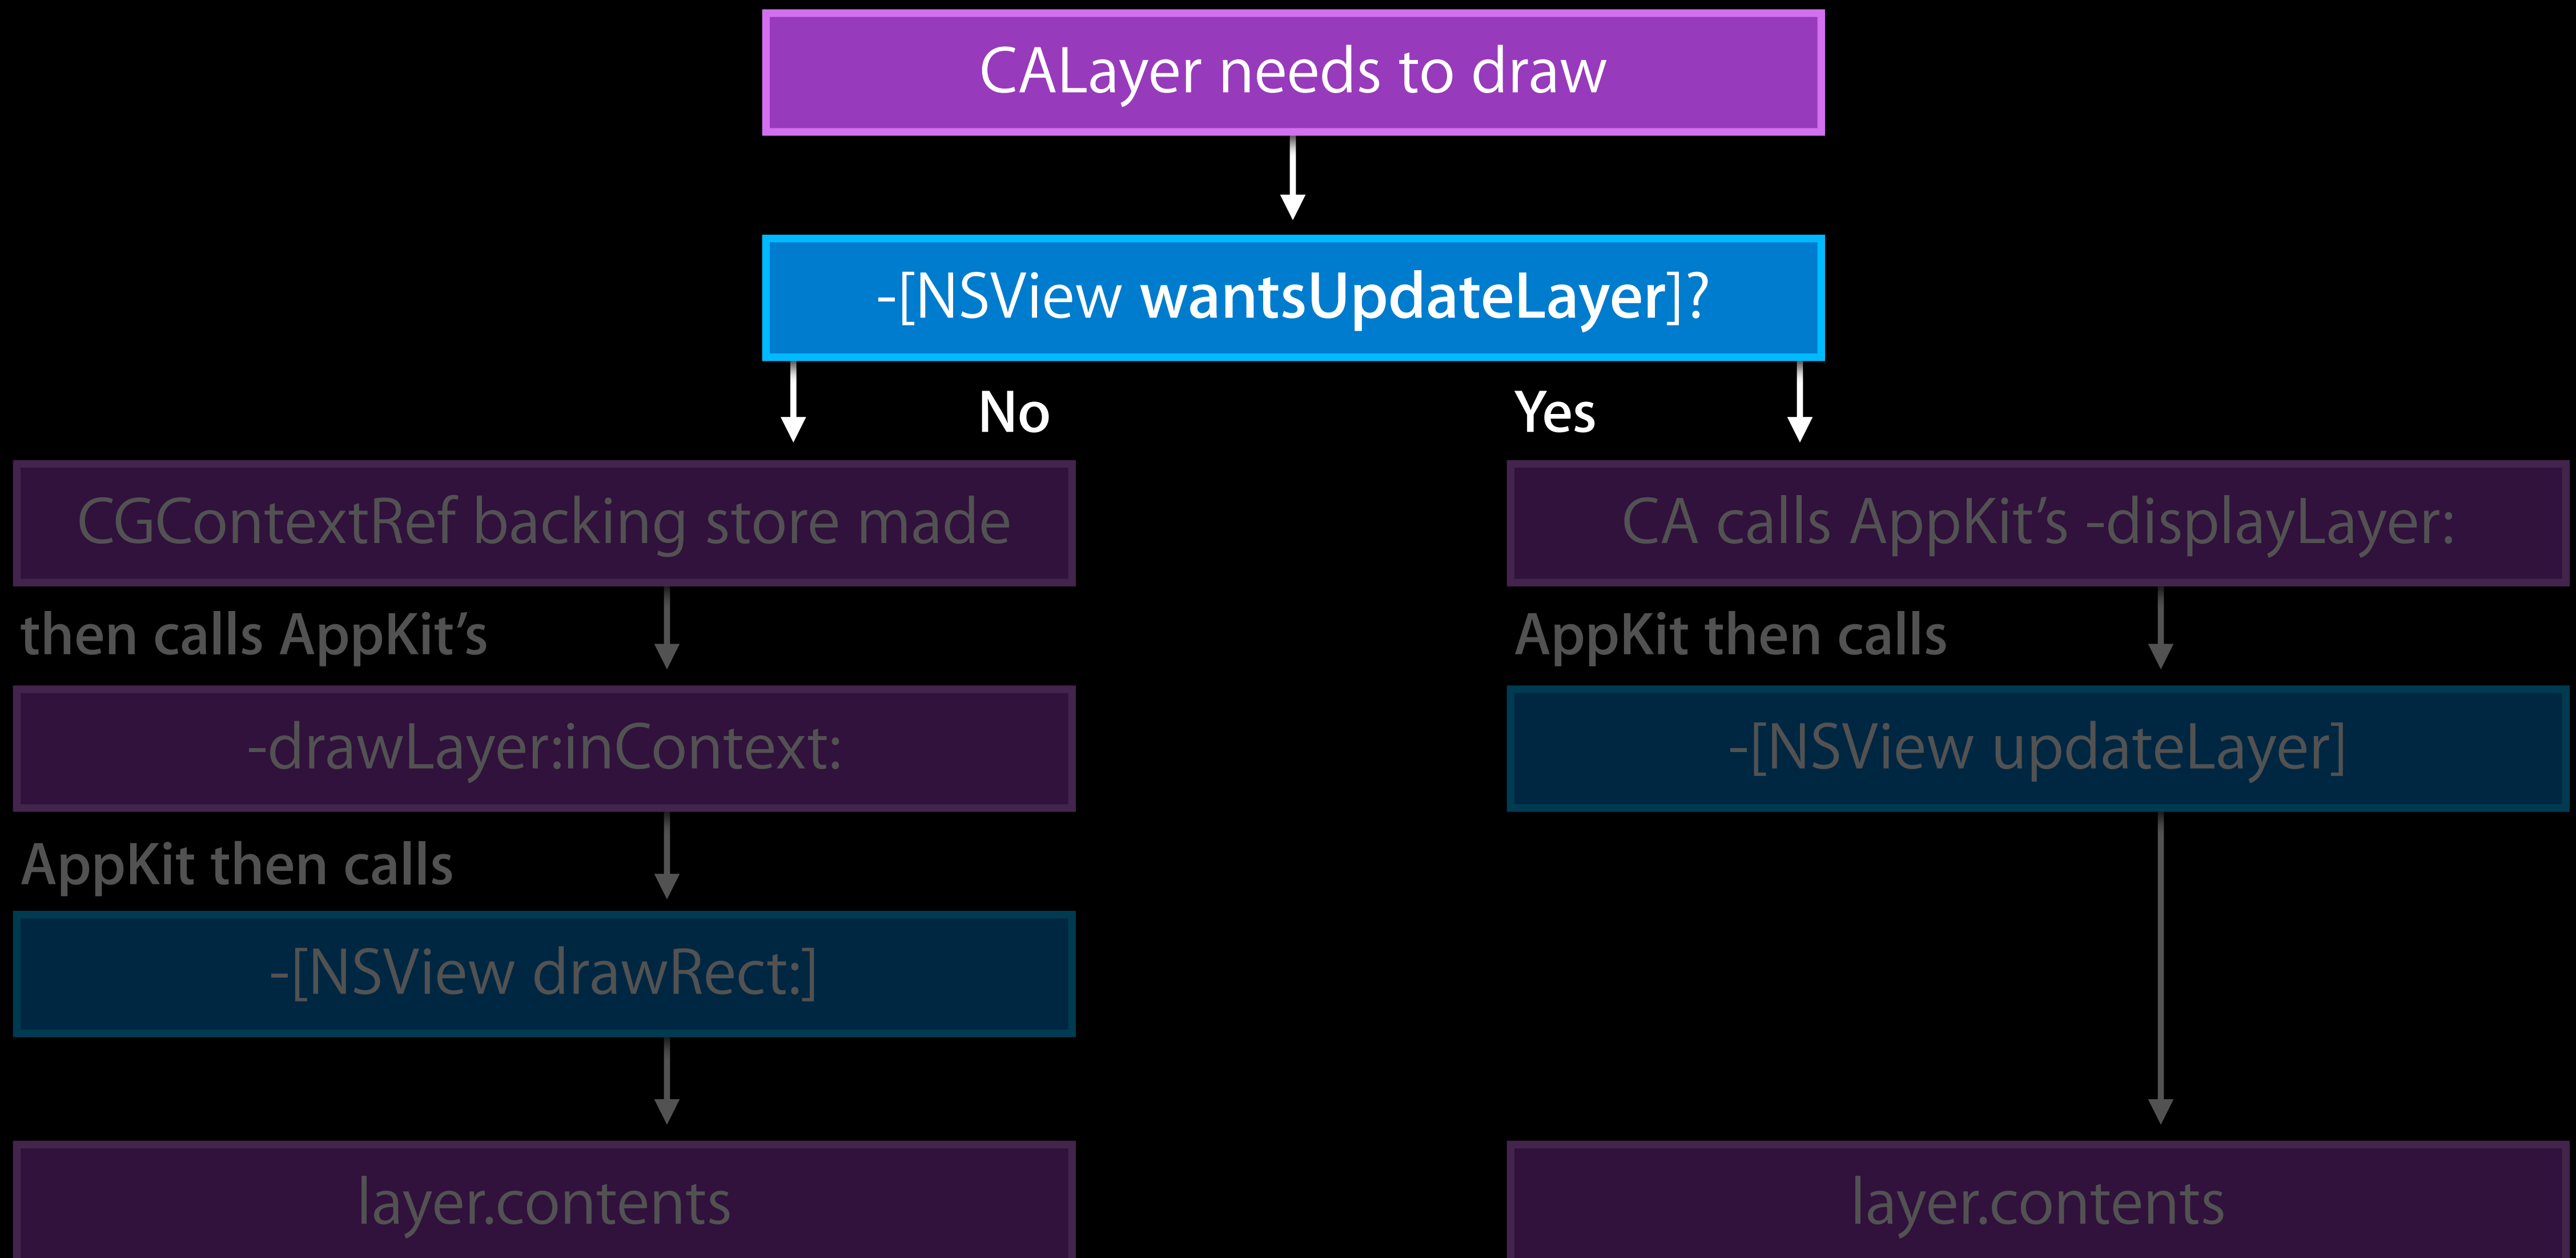 CALayer needs to draw
-[NSView wantsUpdateLayer]?
No
Yes
CGContextRef backing store made
then calls AppKit’s
-drawLayer:inContext:
AppKit then calls
-[NSView drawRect:]
layer.contents
CA calls AppKit’s -displayLayer:
AppKit then calls
-[NSView updateLayer]
layer.contents